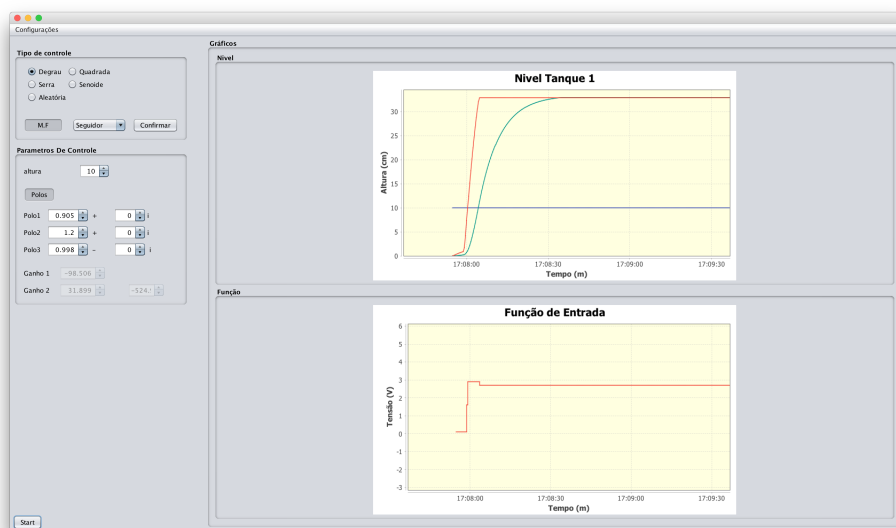 Configurações
Tipo de controle
Degrau Quadrada
Serra Senoide
Aleatória
M.F Seguidor Confirmar
Parametros De Controle
altura 10
Polos
Polo1 0.905 + 0 i
Polo2 1.2 + 0 i
Polo3 0.998 - 0 i
Ganho 1 -98.506
Ganho 2 31.899 -524.
Start
Gráficos
Nivel
Nivel Tanque 1
Altura (cm)
30
25
20
15
10
5
0
17:08:00 17:08:30 17:09:00 17:09:30
Tempo (m)
Função
Função de Entrada
Tensão (V)
6
5
4
3
2
1
0
-1
-2
-3
17:08:00 17:08:30 17:09:00 17:09:30
Tempo (m)